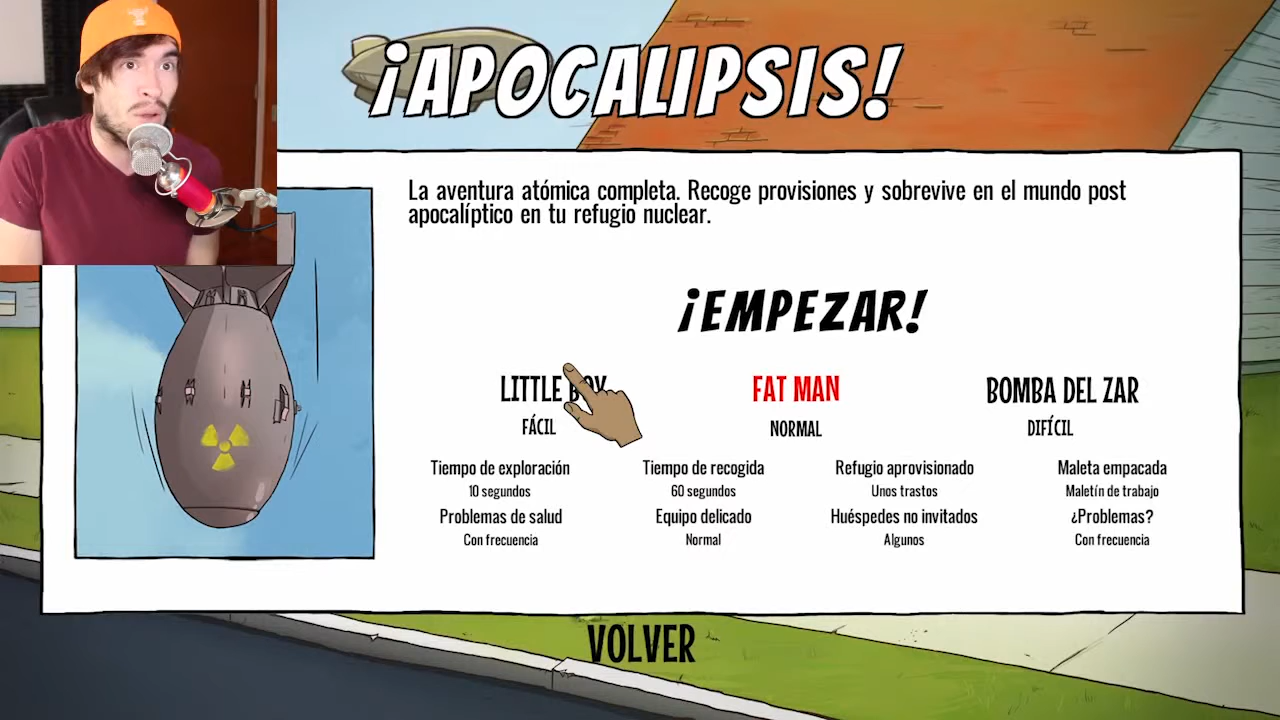 ¡APOCALIPSIS!
La aventura atómica completa. Recoge provisiones y sobrevive en el mundo post
apocalíptico en tu refugio nuclear.
¡EMPEZAR!
LITTLE BOY FAT MAN BOMBA DEL ZAR
FÁCIL NORMAL DIFÍCIL
Tiempo de exploración Tiempo de recogida Refugio aprovisionado Maleta empacada
10 segundos 60 segundos Unos trastos Maletín de trabajo
Problemas de salud Equipo delicado Huéspedes no invitados ¿Problemas?
Con frecuencia Normal Algunos Con frecuencia
VOLVER